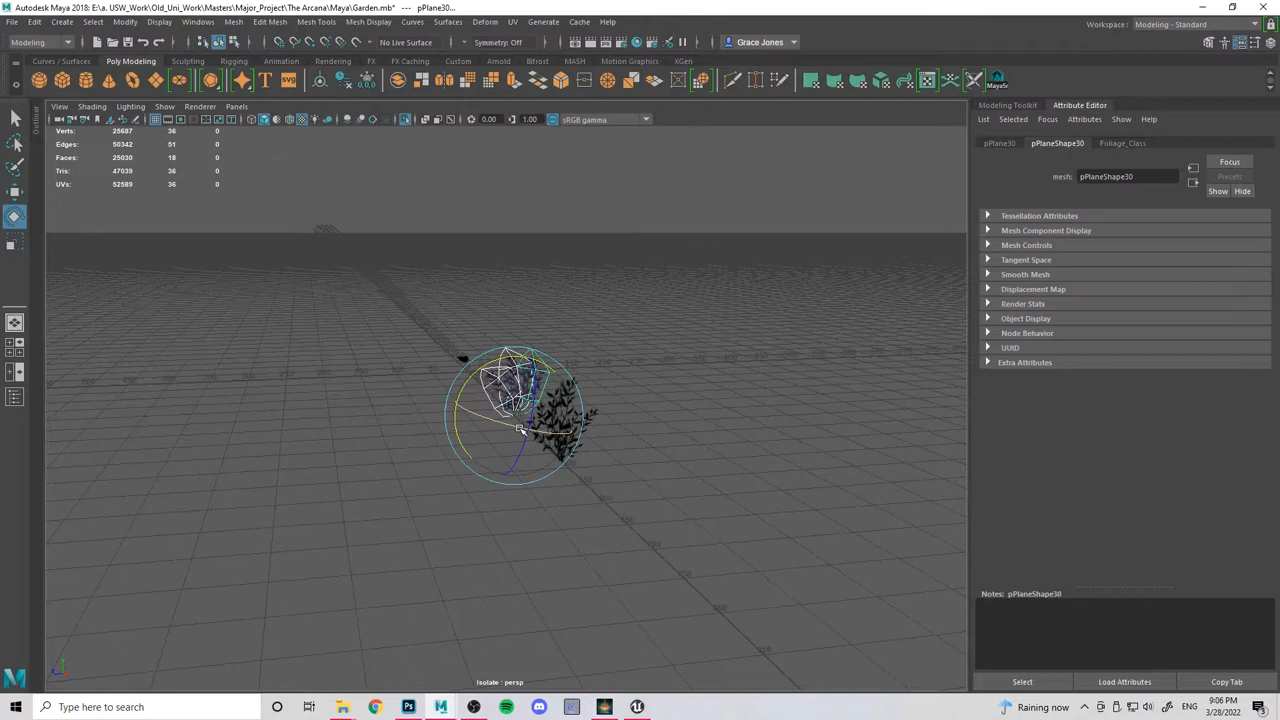 Autodesk Maya 2018: E:\a. USW_Work\Old_Uni_Work\Masters\Major_Project\The Arcana\Maya\Garden.mb* --- pPlane30...
File Edit Create Select Modify Display Windows Mesh Edit Mesh Mesh Tools Mesh Display Curves Surfaces Deform UV Generate Cache Help
Workspace : Modeling - Standard
Modeling No Live Surface Symmetry: Off Grace Jones
Curves / Surfaces Poly Modeling Sculpting Rigging Animation Rendering FX FX Caching Custom Arnold Bifrost MASH Motion Graphics XGen
T SVG 0,0,0 MayaSr
View Shading Lighting Show Renderer Panels
Modeling Toolkit Attribute Editor
0.00 1.00 sRGB gamma
List Selected Focus Attributes Show Help
Outliner
Verts: 25687 36 0
Edges: 50342 51 0
Faces: 25030 18 0
Tris: 47039 36 0
UVs: 52589 36 0
pPlane30 pPlaneShape30 Foliage_Class
Focus
mesh: pPlaneShape30
Presets
Show Hide
Tessellation Attributes
Mesh Component Display
Mesh Controls
Tangent Space
Smooth Mesh
Displacement Map
Render Stats
Object Display
Node Behavior
UUID
Extra Attributes
Notes: pPlaneShape30
Isolate : persp
Select Load Attributes Copy Tab
Type here to search
Raining now
ENG
9:06 PM
3/28/2022